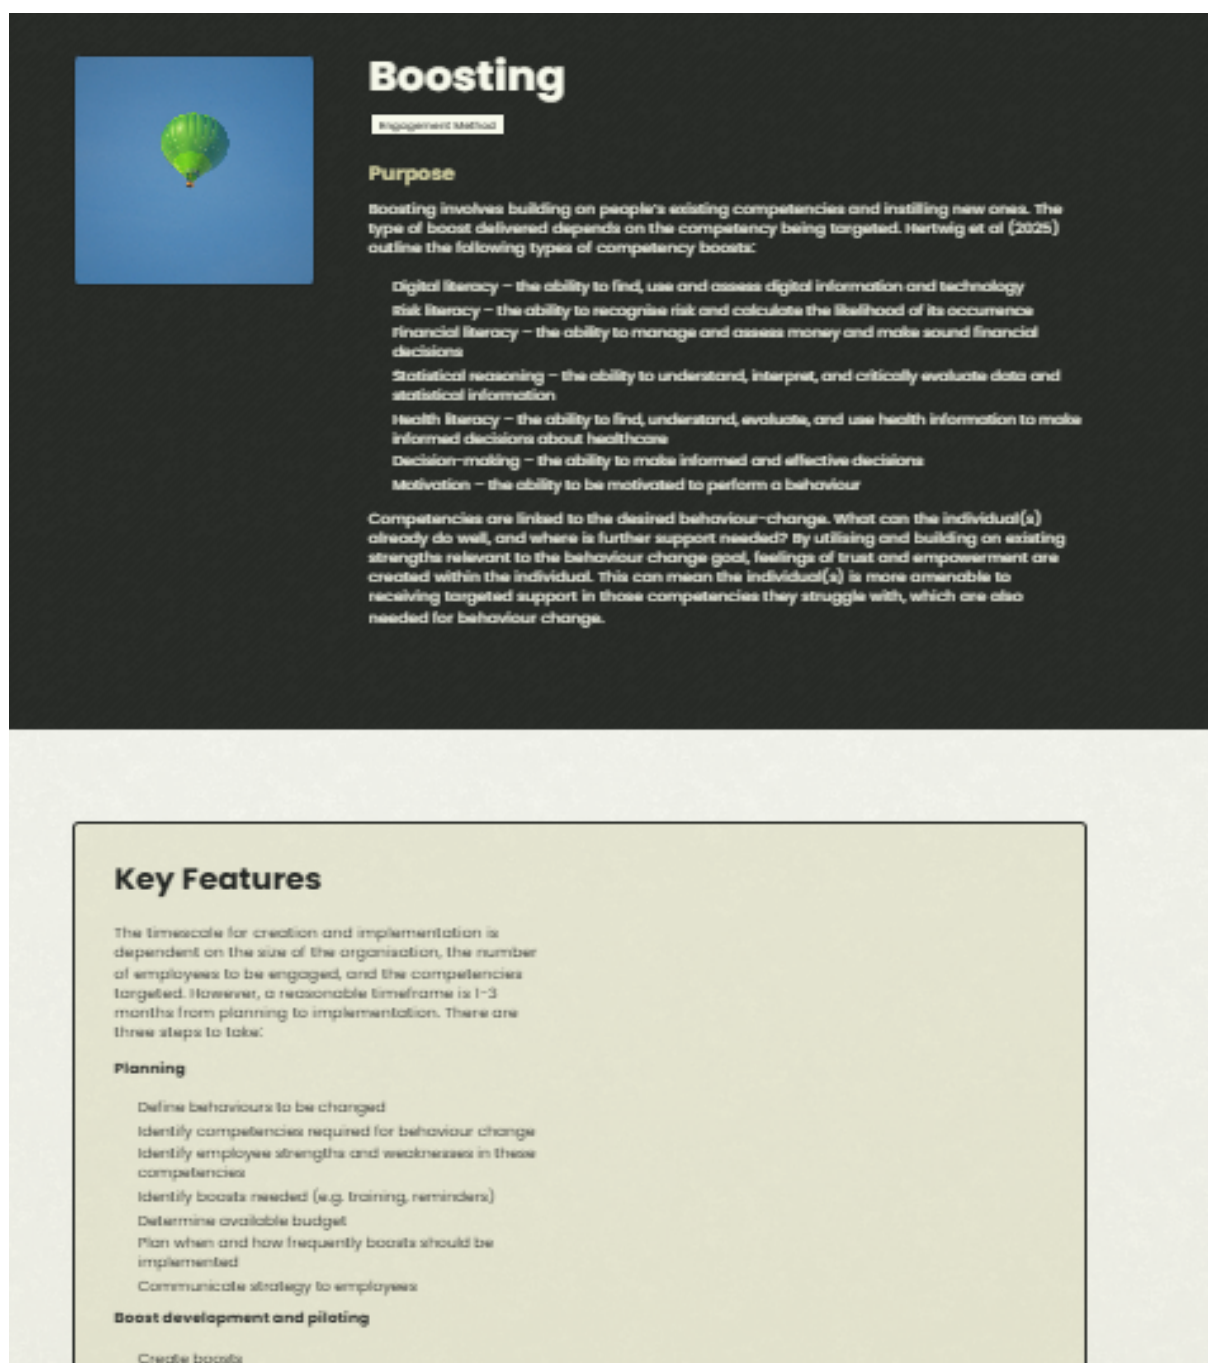 Boosting
Engagement Method
Purpose
Boosting involves building on people's existing competencies and instilling new ones. The
type of boost delivered depends on the competency being targeted. Hertwig et al (2025)
outline the following types of competency boosts:
Digital literacy – the ability to find, use and assess digital information and technology
Risk literacy – the ability to recognise risk and calculate the likelihood of its occurrence
Financial literacy – the ability to manage and assess money and make sound financial
decisions
Statistical reasoning – the ability to understand, interpret, and critically evaluate data and
statistical information
Health literacy – the ability to find, understand, evaluate, and use health information to make
informed decisions about healthcare
Decision-making – the ability to make informed and effective decisions
Motivation – the ability to be motivated to perform a behaviour
Competencies are linked to the desired behaviour-change. What can the individual(s)
already do well, and where is further support needed? By utilising and building on existing
strengths relevant to the behaviour change goal, feelings of trust and empowerment are
created within the individual. This can mean the individual(s) is more amenable to
receiving targeted support in those competencies they struggle with, which are also
needed for behaviour change.
Key Features
The timescale for creation and implementation is
dependent on the size of the organisation, the number
of employees to be engaged, and the competencies
targeted. However, a reasonable timeframe is 1-3
months from planning to implementation. There are
three steps to take:
Planning
Define behaviours to be changed
Identify competencies required for behaviour change
Identify employee strengths and weaknesses in these
competencies
Identify boosts needed (e.g. training, reminders)
Determine available budget
Plan when and how frequently boosts should be
implemented
Communicate strategy to employees
Boost development and piloting
Create boosts